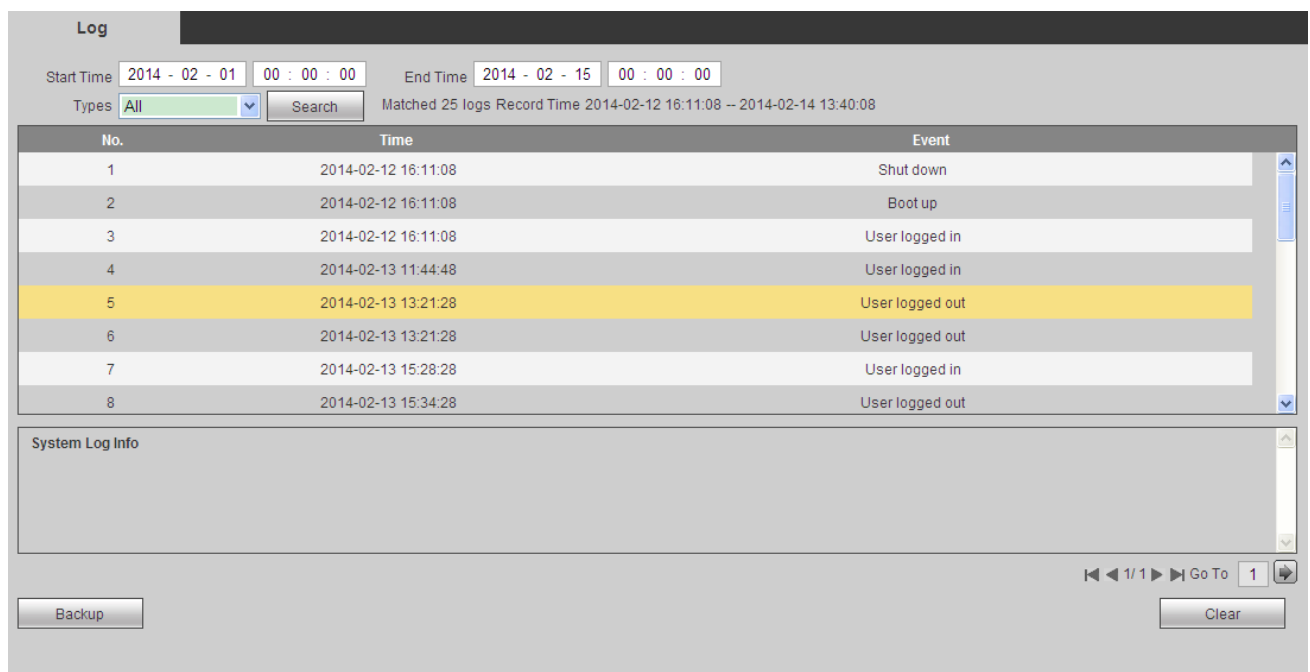 Log
Start Time 2014 - 02 - 01 00 : 00 : 00 End Time 2014 - 02 - 15 00 : 00 : 00
Types All Search Matched 25 logs Record Time 2014-02-12 16:11:08 -- 2014-02-14 13:40:08
No. Time Event
1 2014-02-12 16:11:08 Shut down
2 2014-02-12 16:11:08 Boot up
3 2014-02-12 16:11:08 User logged in
4 2014-02-13 11:44:48 User logged in
5 2014-02-13 13:21:28 User logged out
6 2014-02-13 13:21:28 User logged out
7 2014-02-13 15:28:28 User logged in
8 2014-02-13 15:34:28 User logged out
System Log Info
1/ 1 Go To 1
Backup Clear